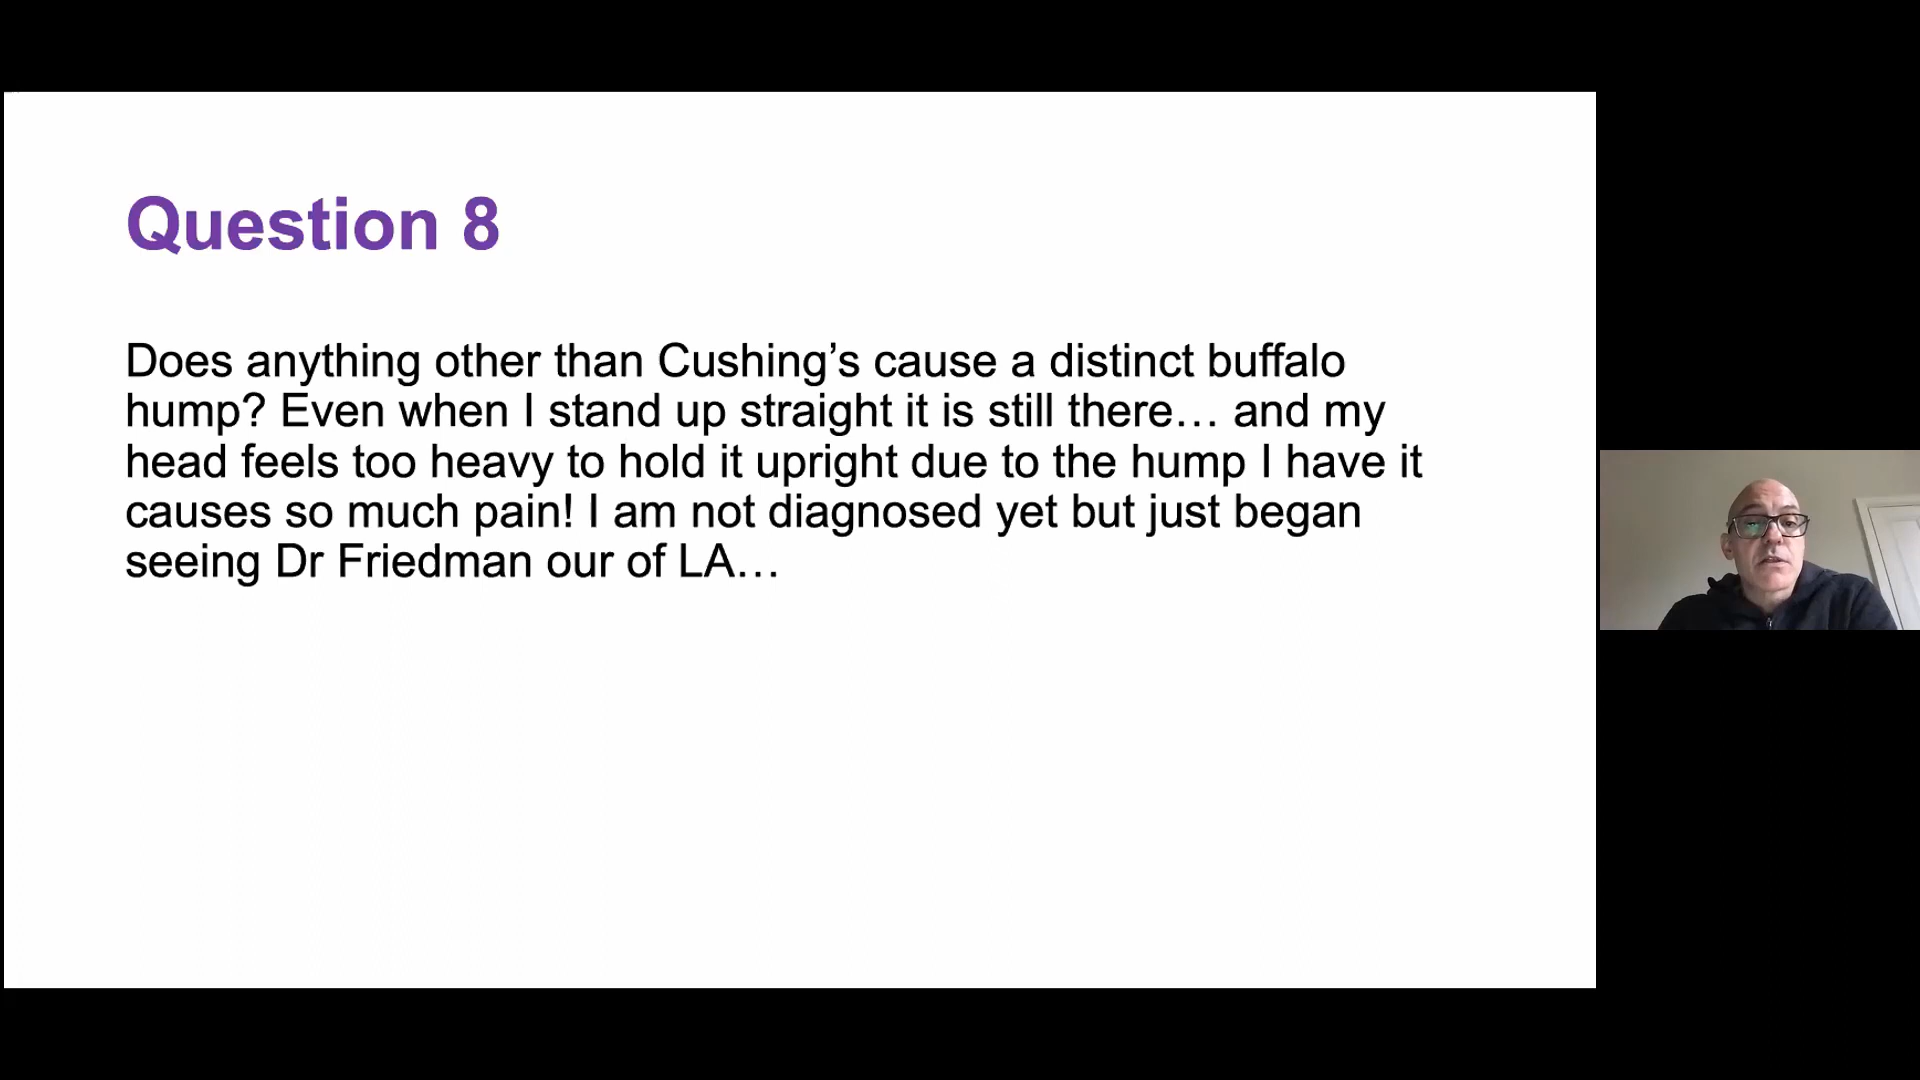 Question 8
Does anything other than Cushing’s cause a distinct buffalo
hump? Even when I stand up straight it is still there… and my
head feels too heavy to hold it upright due to the hump I have it
causes so much pain! I am not diagnosed yet but just began
seeing Dr Friedman our of LA…